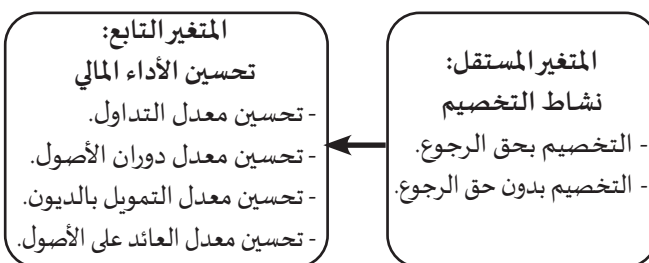 المتغير المستقل:
نشاط التخصيم
- التخصيم بحق الرجوع.
- التخصيم بدون حق الرجوع.
المتغير التابع:
تحسين الأداء المالي
- تحسين معدل التداول.
- تحسين معدل دوران الأصول.
- تحسين معدل التمويل بالديون.
- تحسين معدل العائد على الأصول.